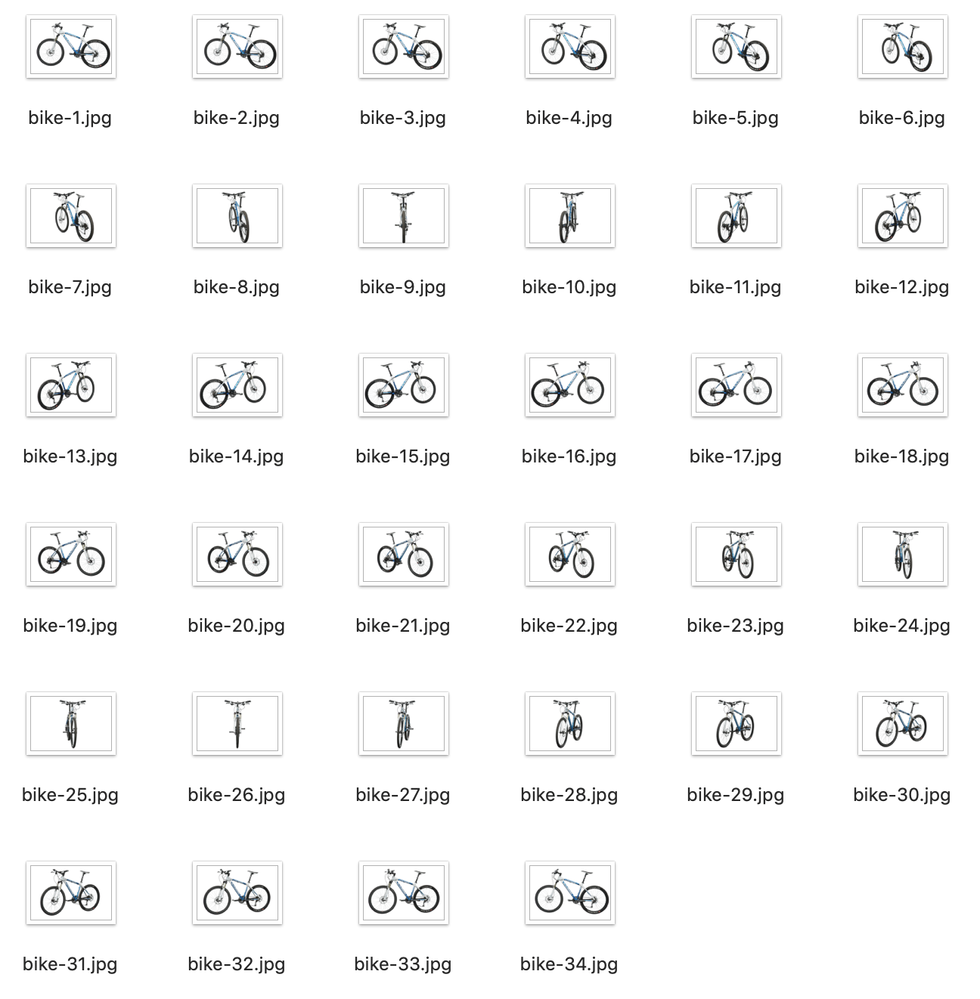 bike-1.jpg bike-2.jpg bike-3.jpg bike-4.jpg bike-5.jpg bike-6.jpg
bike-7.jpg bike-8.jpg bike-9.jpg bike-10.jpg bike-11.jpg bike-12.jpg
bike-13.jpg bike-14.jpg bike-15.jpg bike-16.jpg bike-17.jpg bike-18.jpg
bike-19.jpg bike-20.jpg bike-21.jpg bike-22.jpg bike-23.jpg bike-24.jpg
bike-25.jpg bike-26.jpg bike-27.jpg bike-28.jpg bike-29.jpg bike-30.jpg
bike-31.jpg bike-32.jpg bike-33.jpg bike-34.jpg